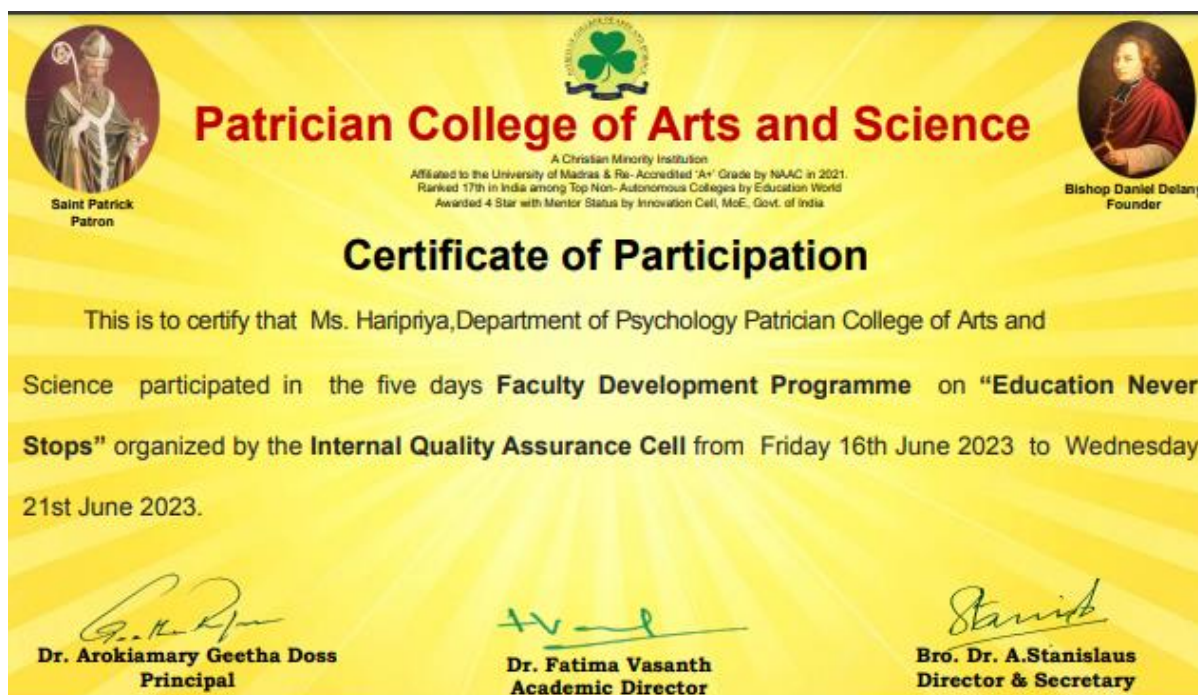 Patrician College of Arts and Science
A Christian Minority Institution
Affiliated to the University of Madras & Re- Accredited 'A+' Grade by NAAC in 2021.
Ranked 17th in India among Top Non- Autonomous Colleges by Education World
Awarded 4 Star with Mentor Status by Innovation Cell, MoE, Govt. of India
Saint Patrick
Patron
Bishop Daniel Delany
Founder
Certificate of Participation
This is to certify that Ms. Haripriya,Department of Psychology Patrician College of Arts and
Science participated in the five days Faculty Development Programme on “Education Never
Stops” organized by the Internal Quality Assurance Cell from Friday 16th June 2023 to Wednesday
21st June 2023.
Dr. Arokiamary Geetha Doss
Principal
Dr. Fatima Vasanth
Academic Director
Bro. Dr. A.Stanislaus
Director & Secretary